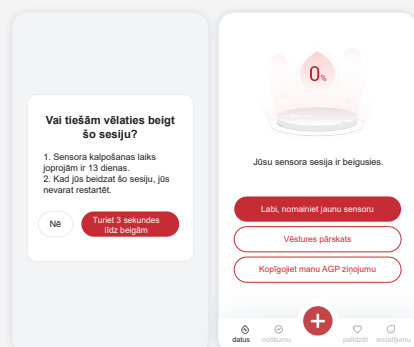 Vai tiešām vēlaties beigt
šo sesiju?
1. Sensora kalpošanas laiks
joprojām ir 13 dienas.
2. Kad jūs beidzat šo sesiju, jūs
nevarat restartēt.
Nē
Turiet 3 sekundes
līdz beigām
0%
Jūsu sensora sesija ir beigusies.
Labi, nomainiet jaunu sensoru
Vēstures pārskats
Kopīgojiet manu AGP ziņojumu
datus
notikumu
palīdzēt
iestatījumu